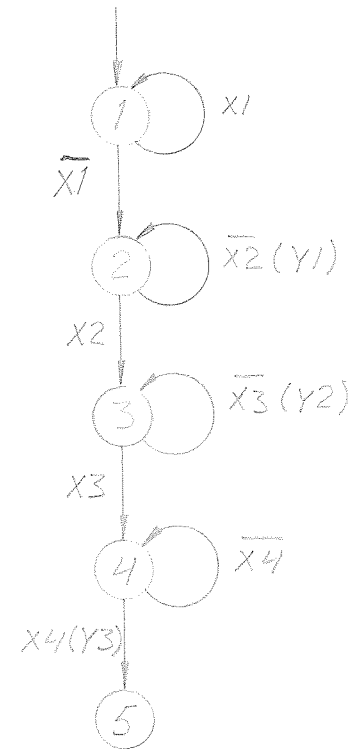 1
X1
X̅1̅
2
X̅2̅ (Y1)
X2
3
X̅3̅ (Y2)
X3
4
X̅4̅
X4(Y3)
5